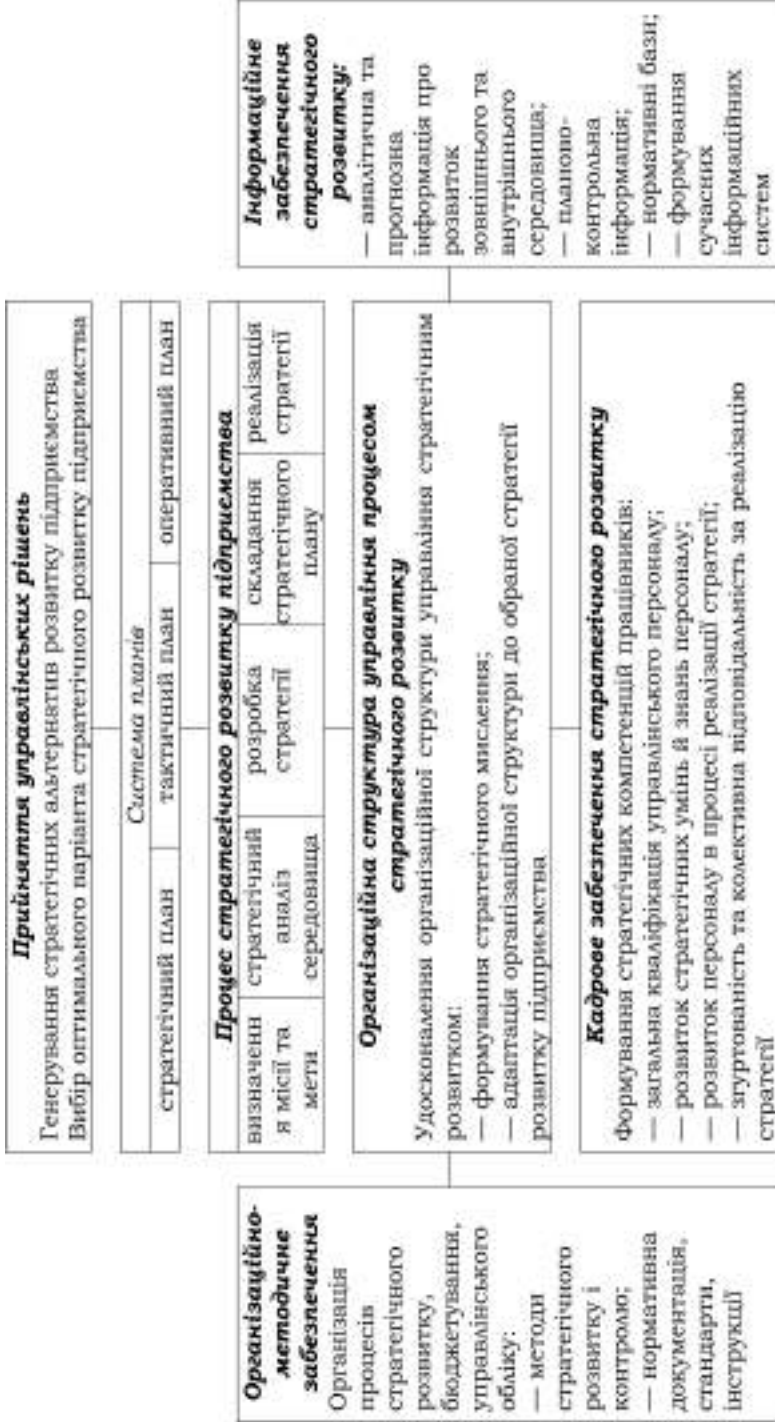 Прийняття управлінських рішень
Генерування стратегічних альтернатив розвитку підприємства
Вибір оптимального варіанта стратегічного розвитку підприємства
Система планів
стратегічний план
тактичний план
оперативний план
Процес стратегічного розвитку підприємства
визначенн
я місії та
мети
стратегічний
аналіз
середовища
розробка
стратегії
складання
стратегічного
плану
реалізація
стратегії
Організаційно-
методичне
забезпечення
Організація
процесів
стратегічного
розвитку,
бюджетування,
управлінського
обліку:
— методи
стратегічного
розвитку і
контролю;
— нормативна
документація,
стандарти,
інструкції
Організаційна структура управління процесом
стратегічного розвитку
Удосконалення організаційної структури управління стратегічним
розвитком:
— формування стратегічного мислення;
— адаптація організаційної структури до обраної стратегії
розвитку підприємства
Кадрове забезпечення стратегічного розвитку
Формування стратегічних компетенцій працівників:
— загальна кваліфікація управлінського персоналу;
— розвиток стратегічних умінь й знань персоналу;
— розвиток персоналу в процесі реалізації стратегії;
— згуртованість та колективна відповідальність за реалізацію
стратегії
Інформаційне
забезпечення
стратегічного
розвитку:
— аналітична та
прогнозна
інформація про
розвиток
зовнішнього та
внутрішнього
середовища;
— планово-
контрольна
інформація;
— нормативні бази;
— формування
сучасних
інформаційних
систем